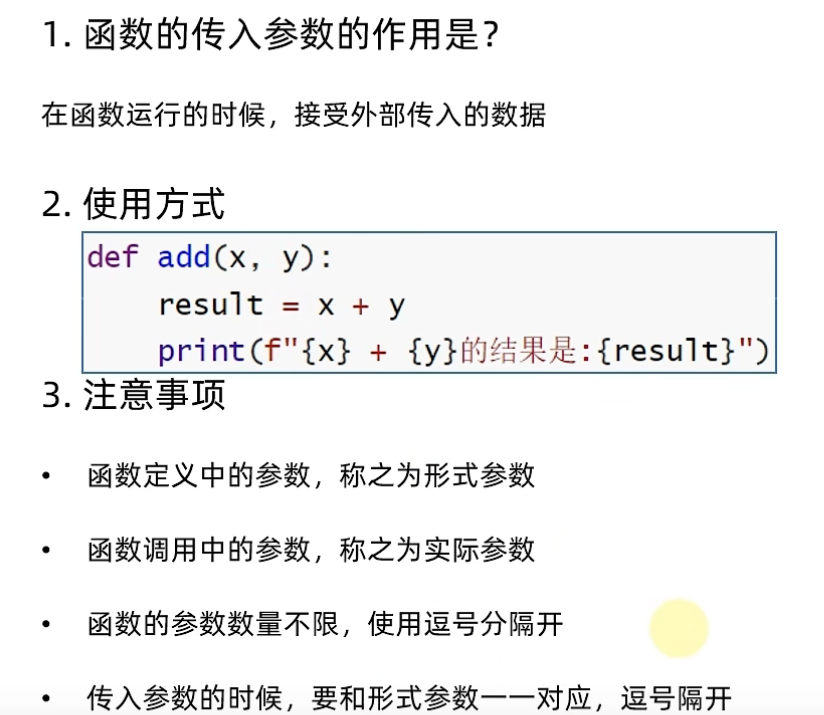 1. 函数的传入参数的作用是？
在函数运行的时候，接受外部传入的数据
2. 使用方式
def add(x, y):
    result = x + y
    print(f"{x} + {y}的结果是:{result}")
3. 注意事项
• 函数定义中的参数，称之为形式参数
• 函数调用中的参数，称之为实际参数
• 函数的参数数量不限，使用逗号分隔开
• 传入参数的时候，要和形式参数一一对应，逗号隔开